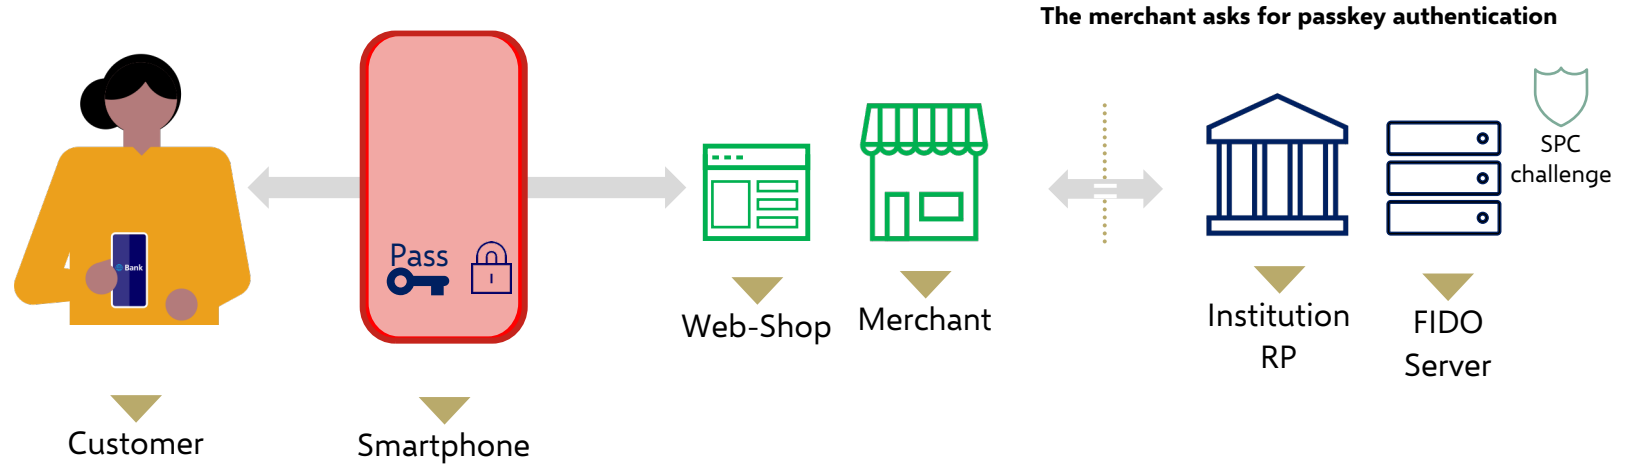 The merchant asks for passkey authentication
SPC
challenge
Pass
Bank
Web-Shop
Merchant
Institution
RP
FIDO
Server
Customer
Smartphone